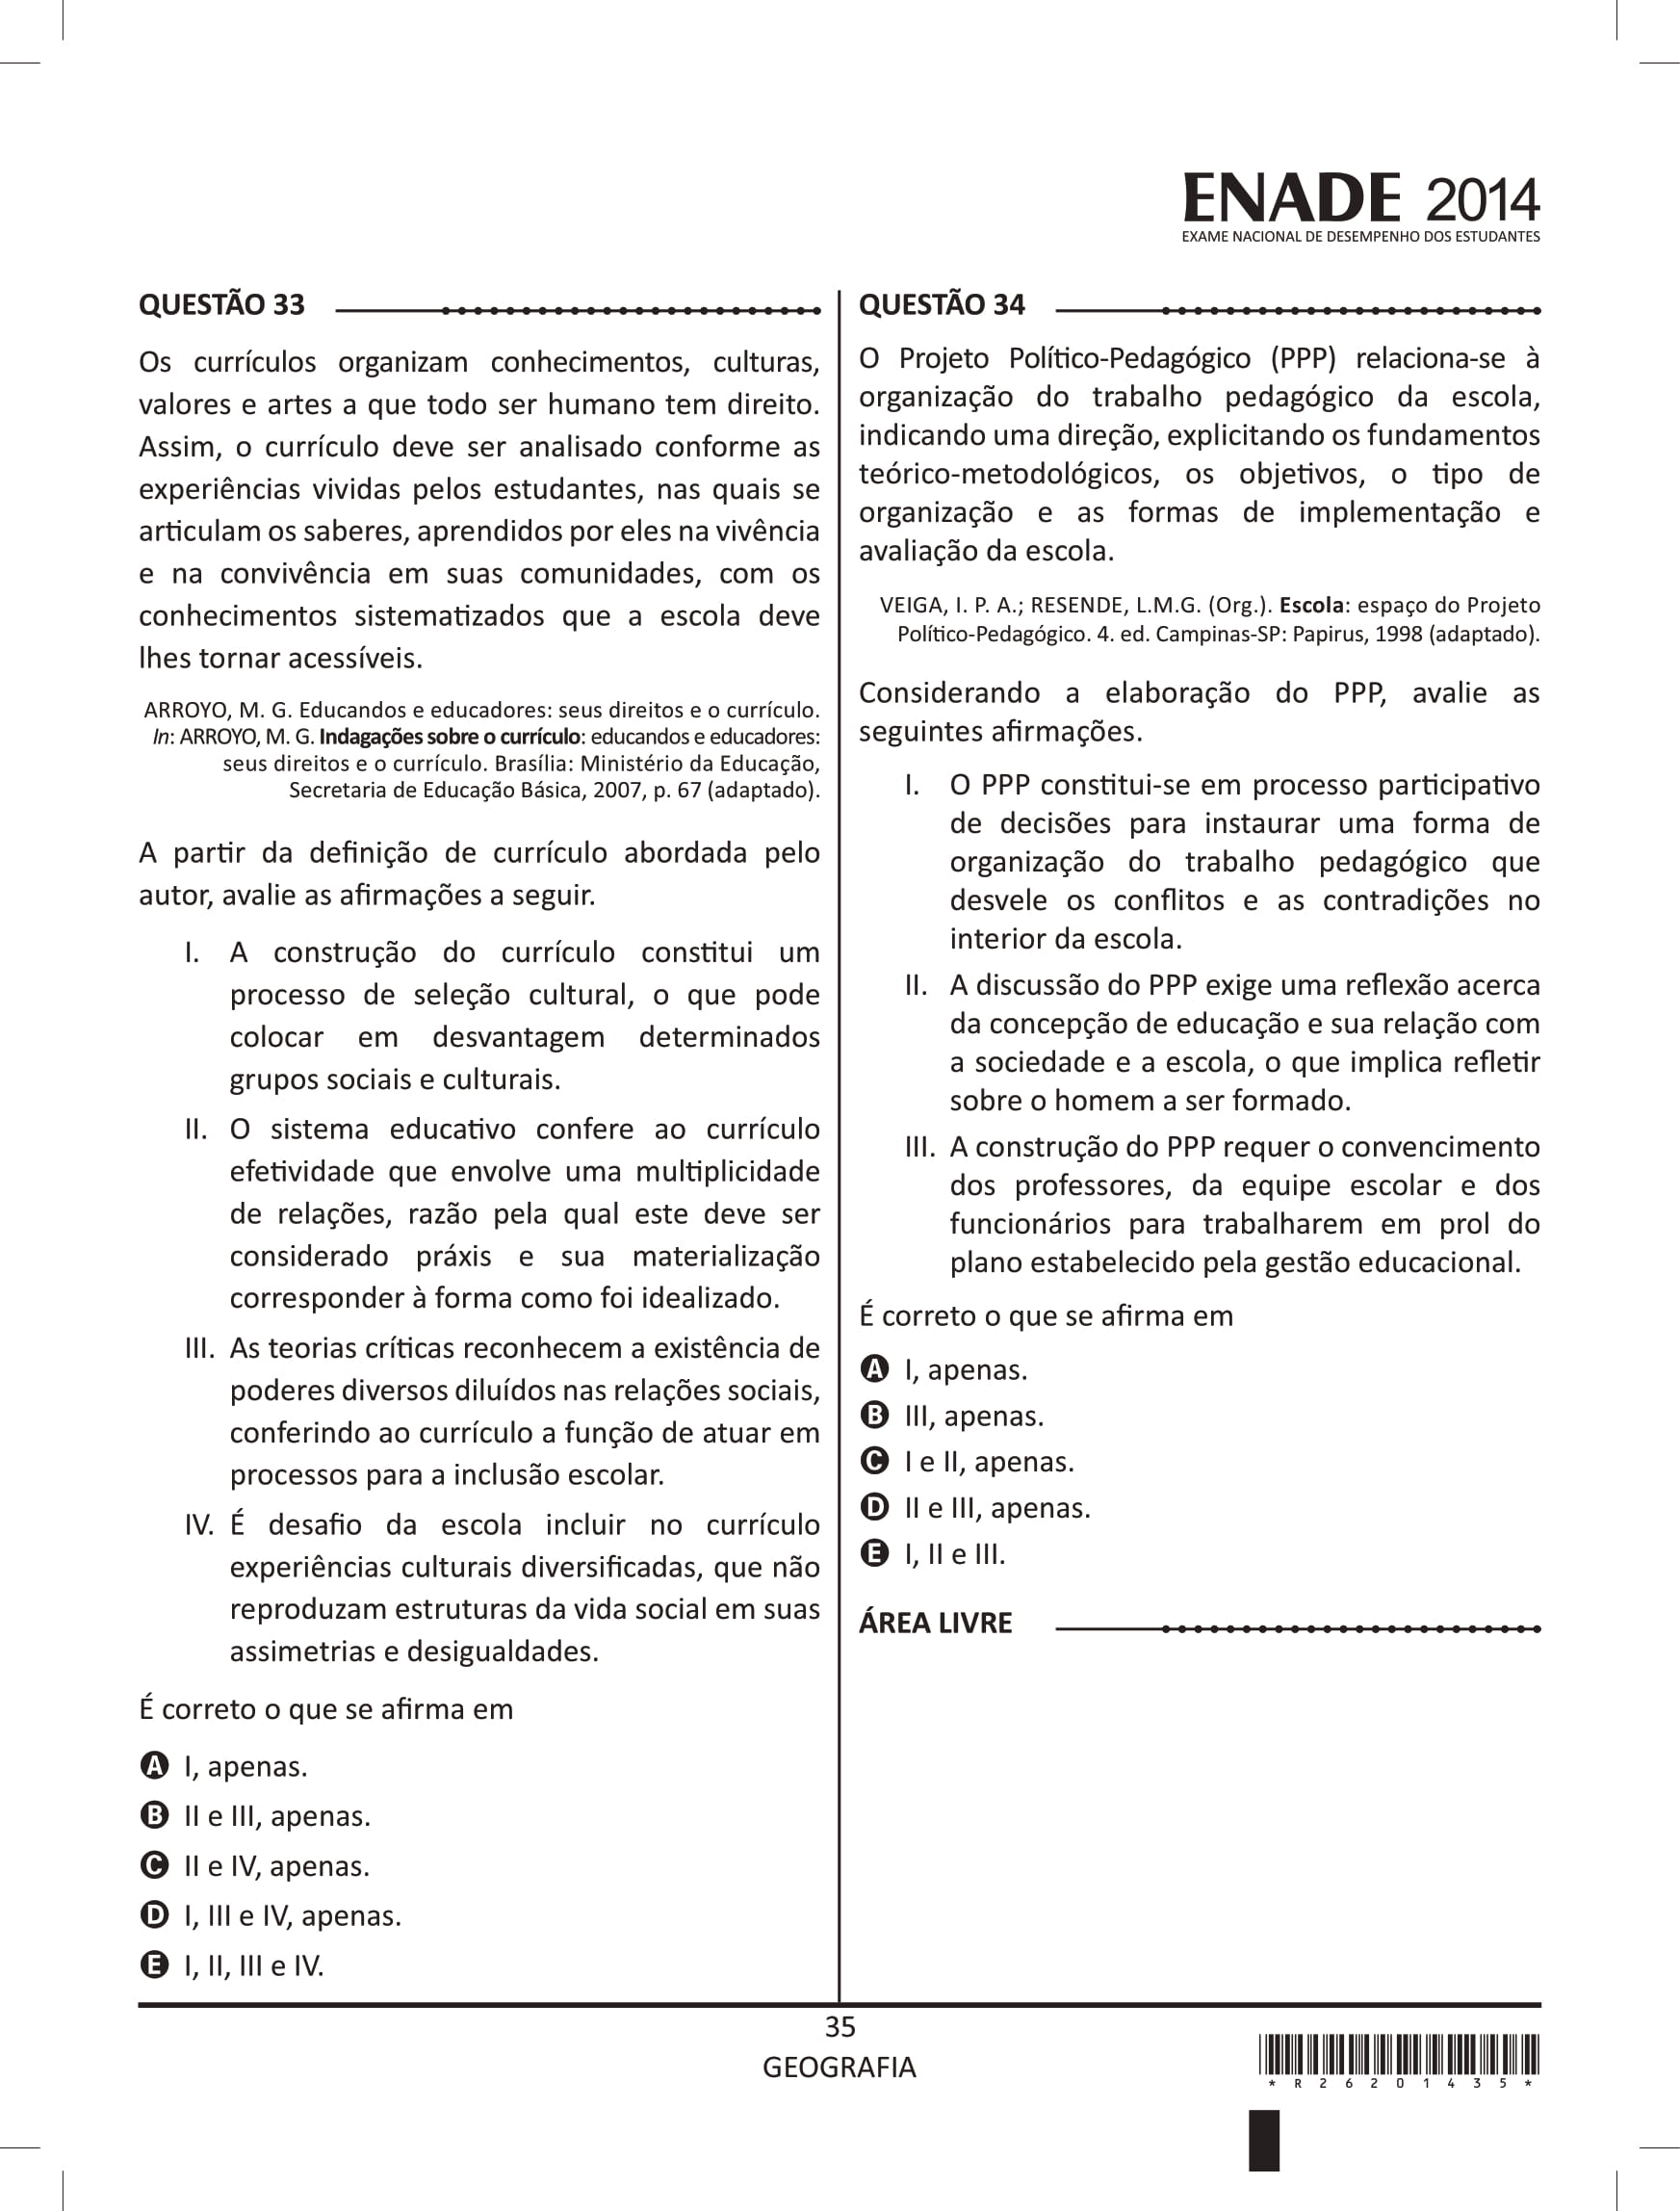 ENADE 2014
EXAME NACIONAL DE DESEMPENHO DOS ESTUDANTES
QUESTÃO 33
Os currículos organizam conhecimentos, culturas,
valores e artes a que todo ser humano tem direito.
Assim, o currículo deve ser analisado conforme as
experiências vividas pelos estudantes, nas quais se
articulam os saberes, aprendidos por eles na vivência
e na convivência em suas comunidades, com os
conhecimentos sistematizados que a escola deve
lhes tornar acessíveis.
ARROYO, M. G. Educandos e educadores: seus direitos e o currículo.
In: ARROYO, M. G. Indagações sobre o currículo: educandos e educadores:
seus direitos e o currículo. Brasília: Ministério da Educação,
Secretaria de Educação Básica, 2007, p. 67 (adaptado).
A partir da definição de currículo abordada pelo
autor, avalie as afirmações a seguir.
I. A construção do currículo constitui um
processo de seleção cultural, o que pode
colocar em desvantagem determinados
grupos sociais e culturais.
II. O sistema educativo confere ao currículo
efetividade que envolve uma multiplicidade
de relações, razão pela qual este deve ser
considerado práxis e sua materialização
corresponder à forma como foi idealizado.
III. As teorias críticas reconhecem a existência de
poderes diversos diluídos nas relações sociais,
conferindo ao currículo a função de atuar em
processos para a inclusão escolar.
IV. É desafio da escola incluir no currículo
experiências culturais diversificadas, que não
reproduzam estruturas da vida social em suas
assimetrias e desigualdades.
É correto o que se afirma em
A I, apenas.
B II e III, apenas.
C II e IV, apenas.
D I, III e IV, apenas.
E I, II, III e IV.
QUESTÃO 34
O Projeto Político-Pedagógico (PPP) relaciona-se à
organização do trabalho pedagógico da escola,
indicando uma direção, explicitando os fundamentos
teórico-metodológicos, os objetivos, o tipo de
organização e as formas de implementação e
avaliação da escola.
VEIGA, I. P. A.; RESENDE, L.M.G. (Org.). Escola: espaço do Projeto
Político-Pedagógico. 4. ed. Campinas-SP: Papirus, 1998 (adaptado).
Considerando a elaboração do PPP, avalie as
seguintes afirmações.
I. O PPP constitui-se em processo participativo
de decisões para instaurar uma forma de
organização do trabalho pedagógico que
desvele os conflitos e as contradições no
interior da escola.
II. A discussão do PPP exige uma reflexão acerca
da concepção de educação e sua relação com
a sociedade e a escola, o que implica refletir
sobre o homem a ser formado.
III. A construção do PPP requer o convencimento
dos professores, da equipe escolar e dos
funcionários para trabalharem em prol do
plano estabelecido pela gestão educacional.
É correto o que se afirma em
A I, apenas.
B III, apenas.
C I e II, apenas.
D II e III, apenas.
E I, II e III.
ÁREA LIVRE
35
GEOGRAFIA
* R 2 6 2 0 1 4 3 5 *